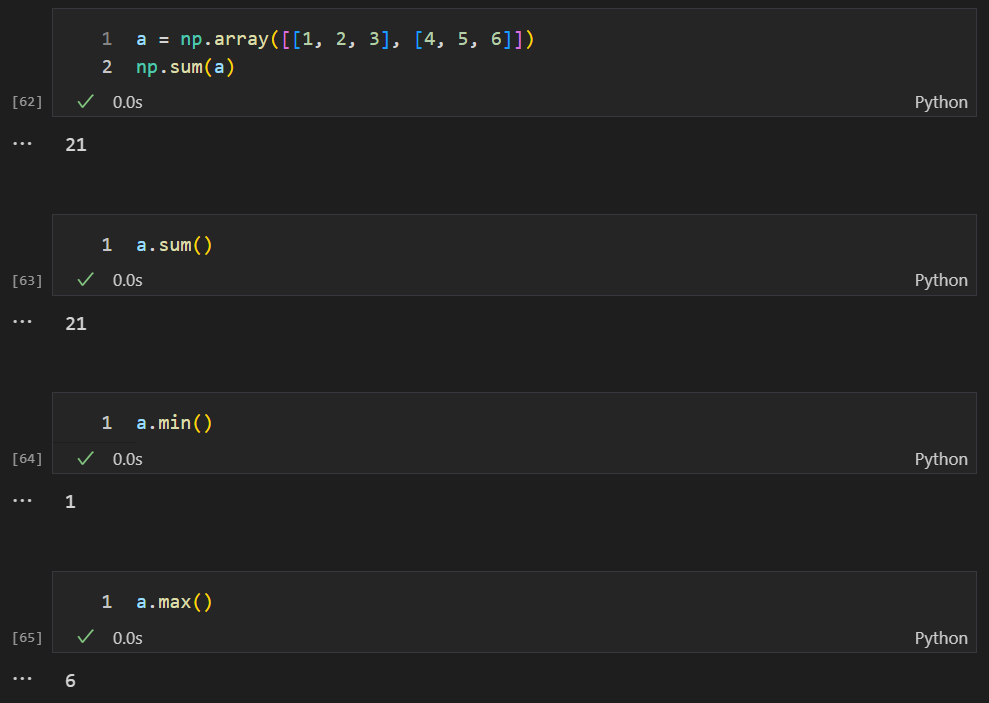 1 a = np.array([[1, 2, 3], [4, 5, 6]])
2 np.sum(a)
[62] ✓ 0.0s Python
... 21
1 a.sum()
[63] ✓ 0.0s Python
... 21
1 a.min()
[64] ✓ 0.0s Python
... 1
1 a.max()
[65] ✓ 0.0s Python
... 6